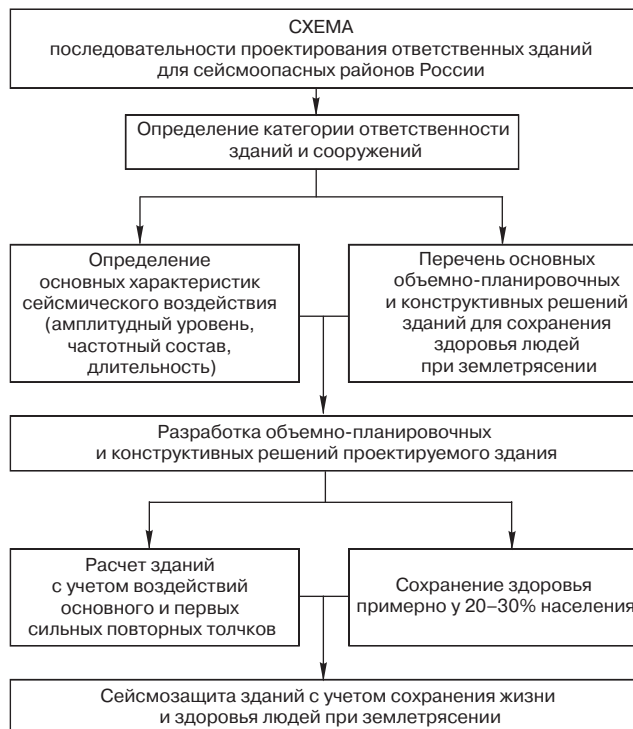 СХЕМА
последовательности проектирования ответственных зданий
для сейсмоопасных районов России
Определение категории ответственности
зданий и сооружений
Определение
основных характеристик
сейсмического воздействия
(амплитудный уровень,
частотный состав,
длительность)
Перечень основных
объемно-планировочных
и конструктивных решений
зданий для сохранения
здоровья людей
при землетрясении
Разработка объемно-планировочных
и конструктивных решений проектируемого здания
Расчет зданий
с учетом воздействий
основного и первых
сильных повторных толчков
Сохранение здоровья
примерно у 20–30% населения
Сейсмозащита зданий с учетом сохранения жизни
и здоровья людей при землетрясении